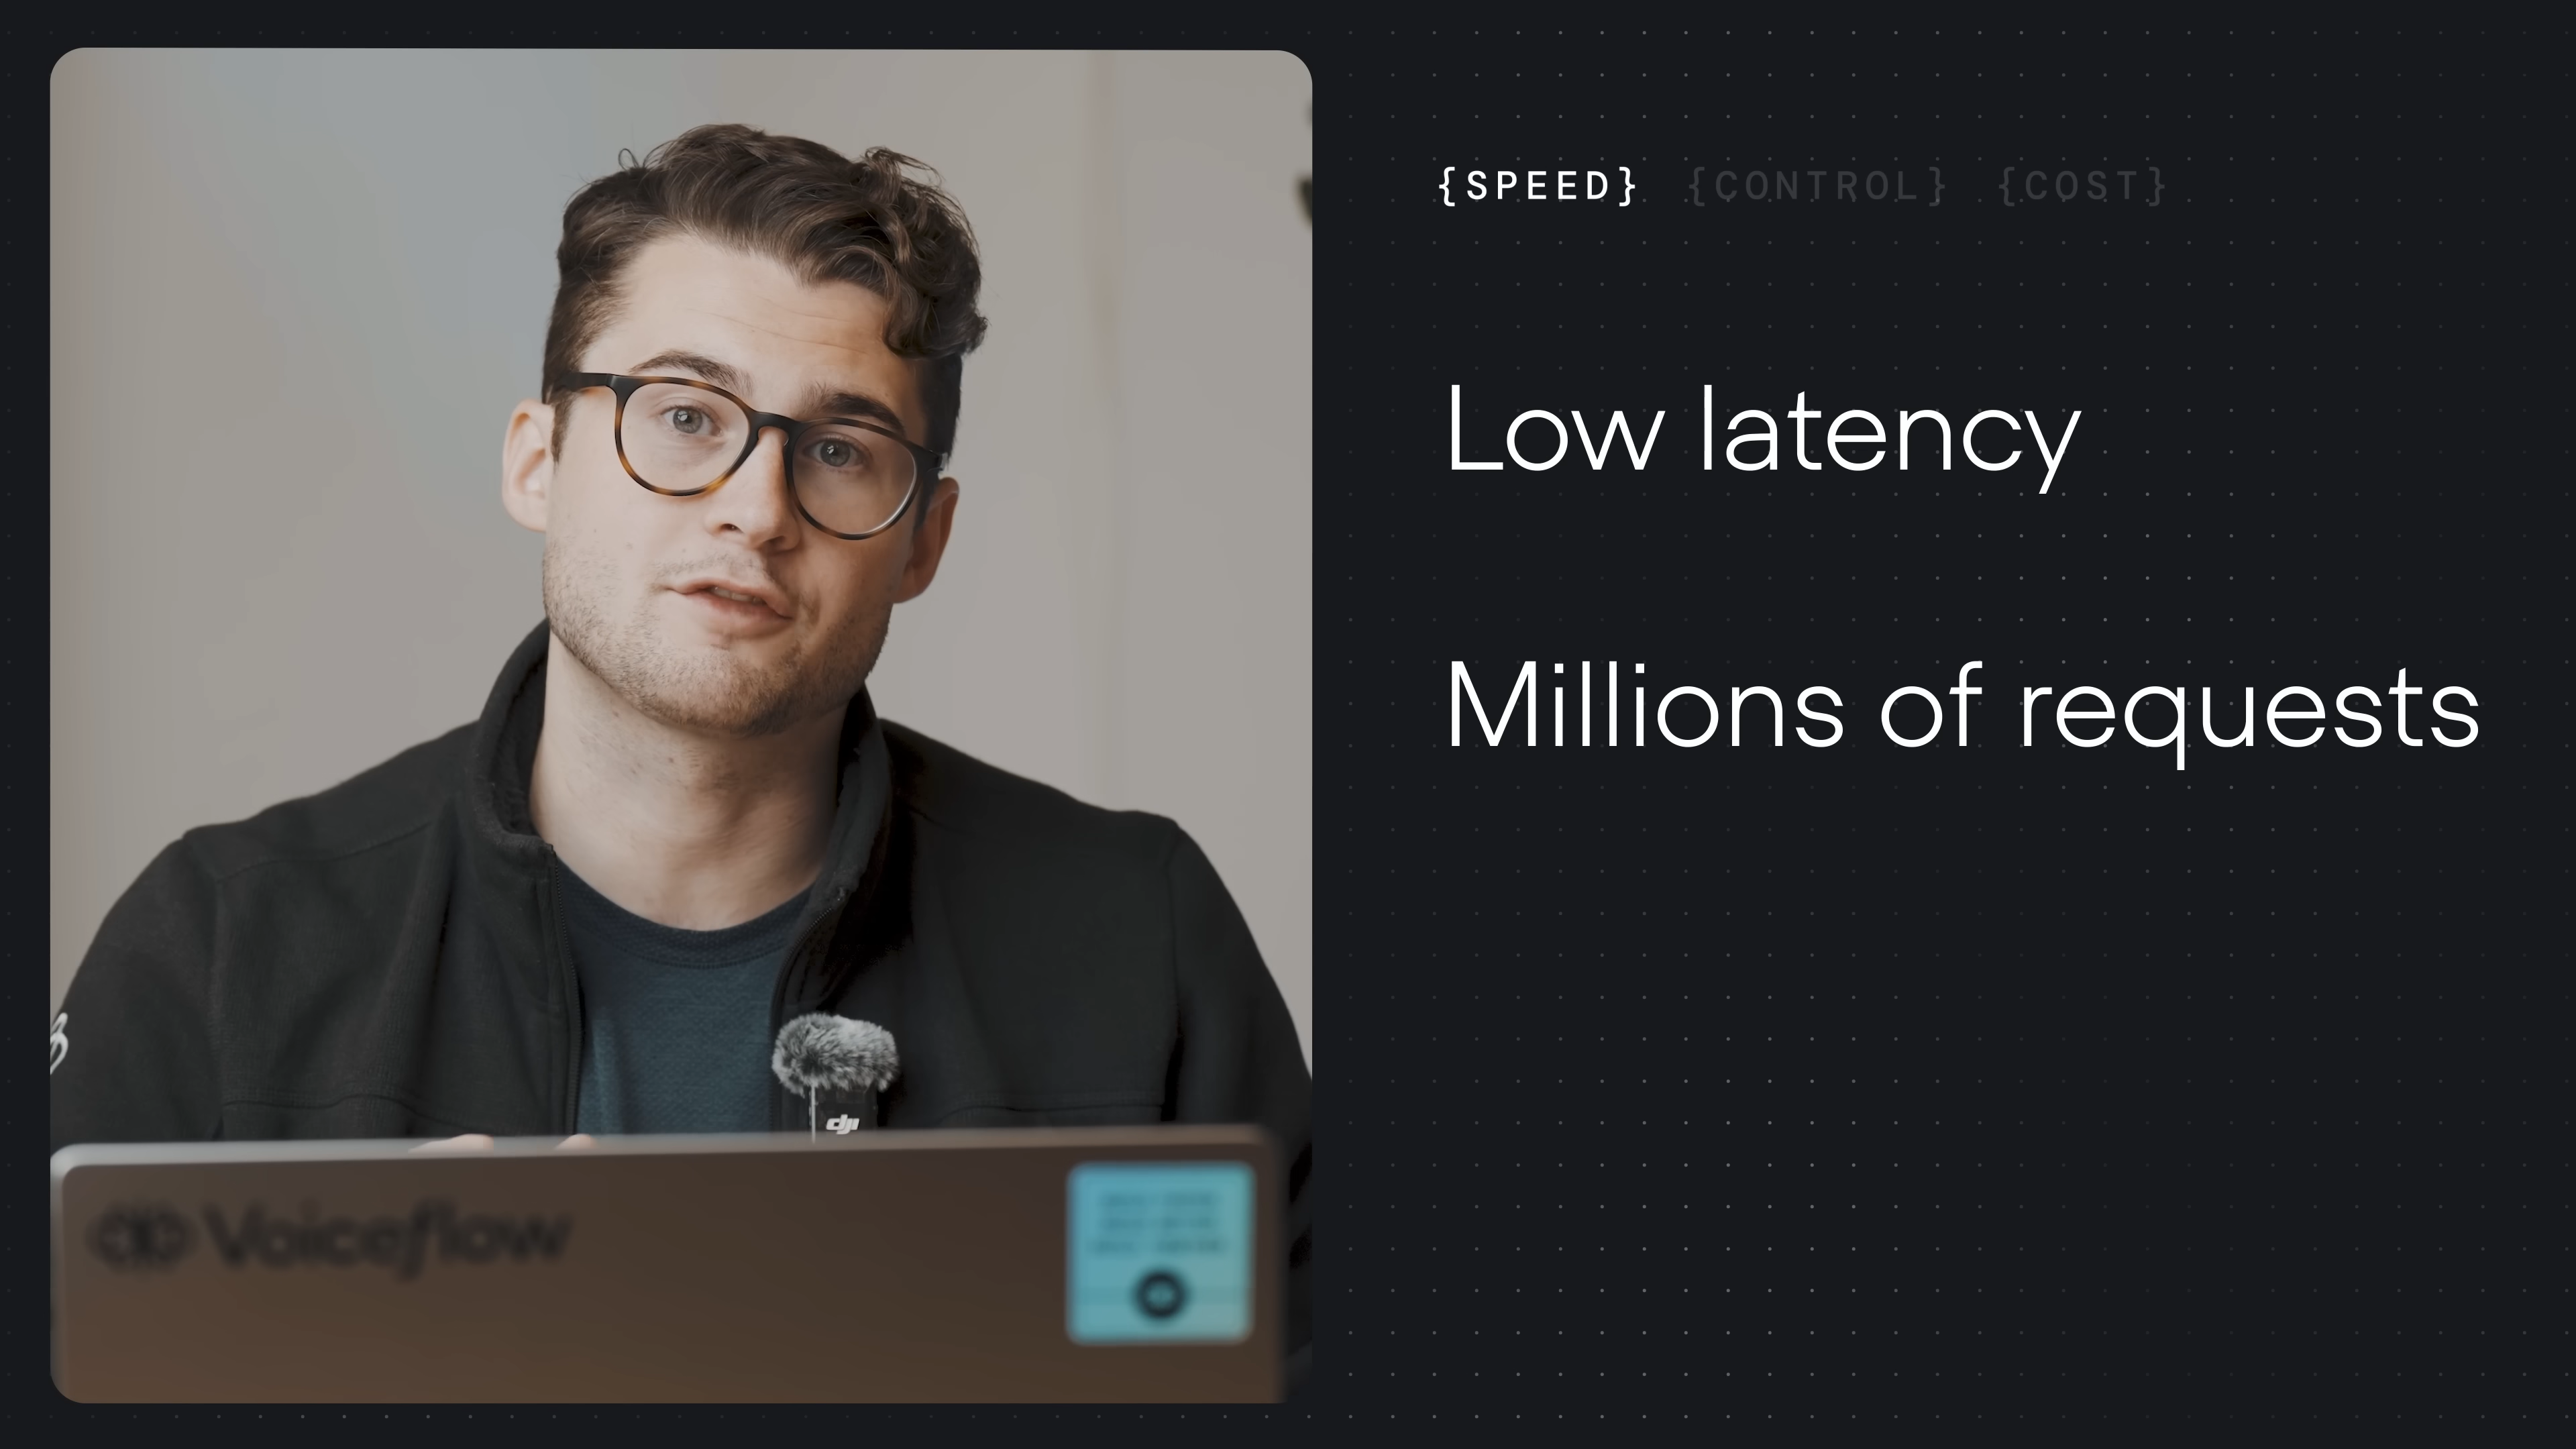 {SPEED} {CONTROL} {COST}
Low latency
Millions of requests
dji
Voiceflow